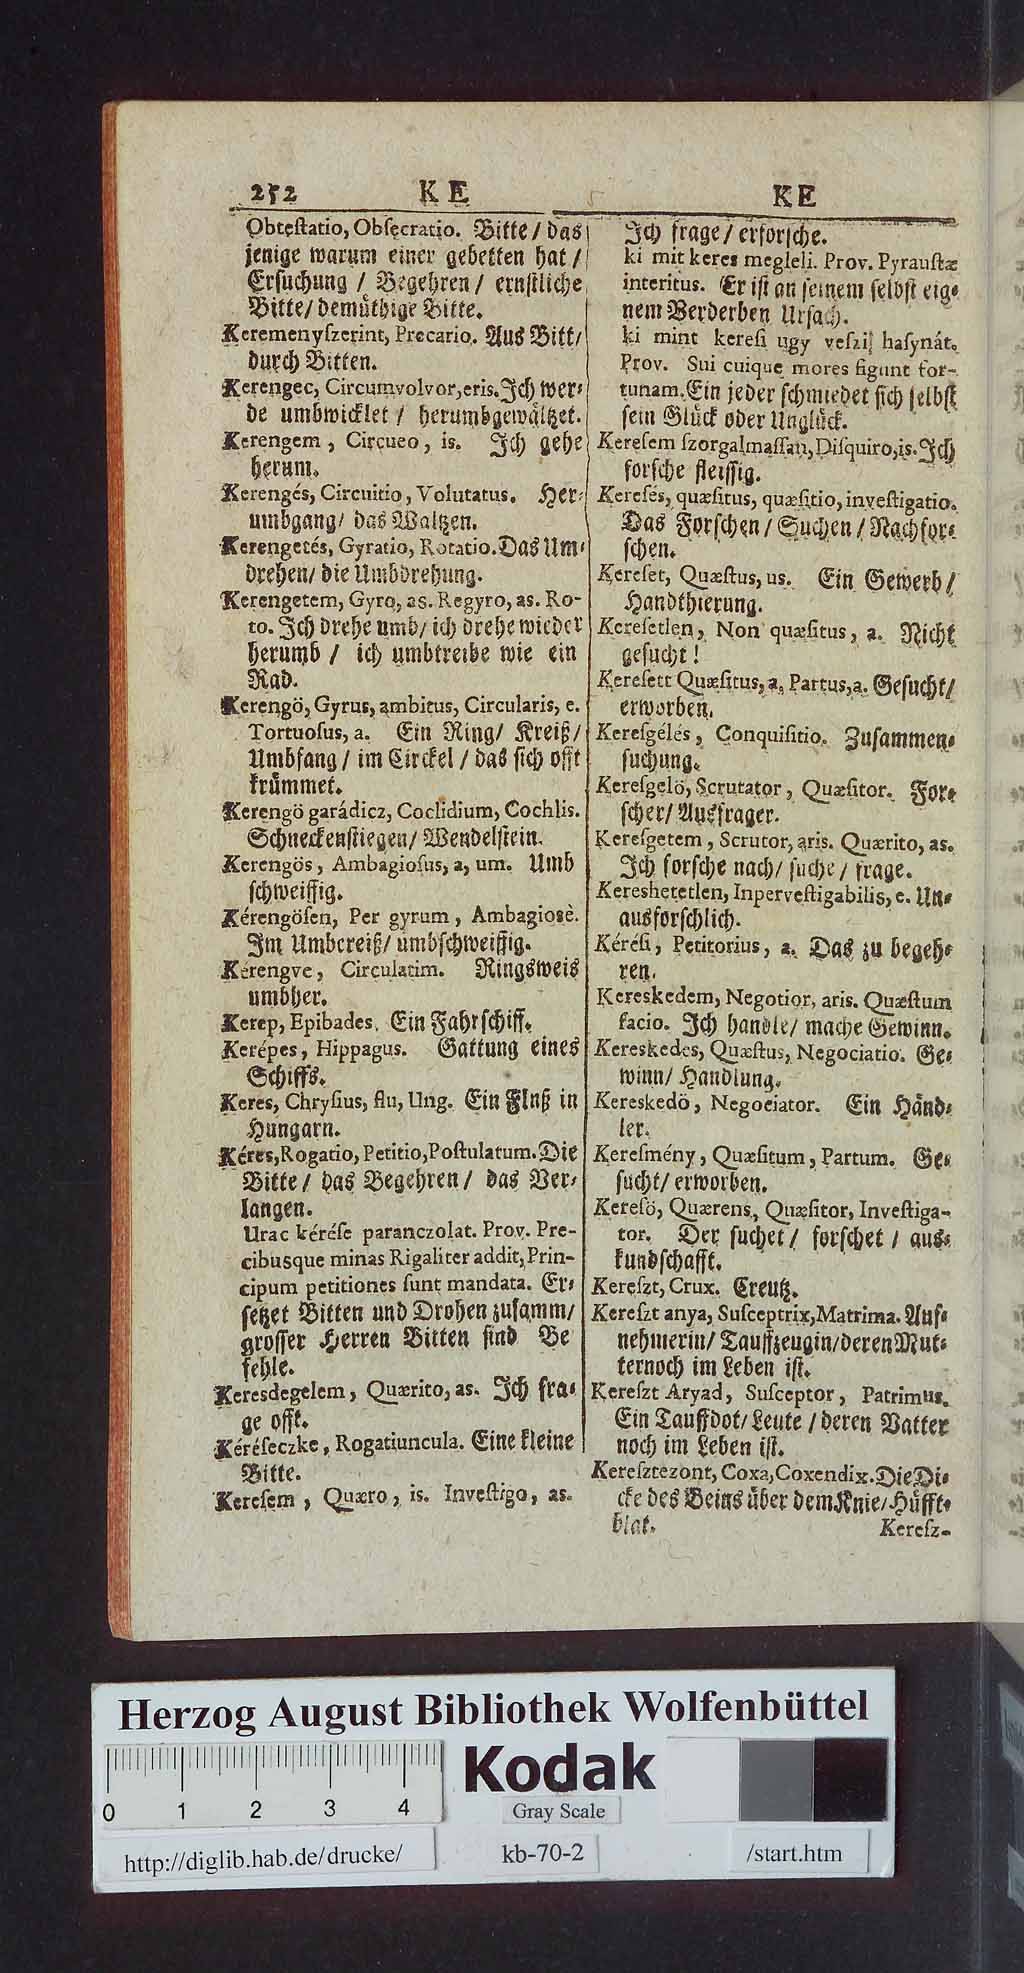 252 KE KE
Obteſtatio, Obſecratio. Bitte / das
jenige warum einer gebetten hat /
Erſuchung / Begehren / ernſtliche
Bitte / demuͤthige Bitte.
Keremenyſzerint, Precario. Aus Bitt /
durch Bitten.
Kerengec, Circumvolvor, eris. Ich wer-
de umbwicklet / herumbgewaͤltzet.
Kerengem, Circueo, is. Ich gehe
herum.
Kerengés, Circuitio, Volutatus. Her-
umbgang / das Waltzen.
Kerengetés, Gyratio, Rotatio. Das Um-
drehen / die Umbdrehung.
Kerengetem, Gyro, as. Regyro, as. Ro-
to. Ich drehe umb / ich drehe wieder
herumb / ich umbtreibe wie ein
Rad.
Kerengö, Gyrus, ambitus, Circularis, e.
Tortuoſus, a. Ein Ring / Kreiß /
Umbfang / im Circkel / das ſich offt
kruͤmmet.
Kerengö garádicz, Coclidium, Cochlis.
Schneckenſtiegen / Wendelſtein.
Kerengös, Ambagioſus, a, um. Umb
ſchweiffig.
Kérengöſen, Per gyrum, Ambagiosè.
Im Umbcreiß / umbſchweiffig.
Kerengve, Circulatim. Ringsweis
umbher.
Kerep, Epibades. Ein Fahrſchiff.
Kerépes, Hippagus. Gattung eines
Schiffs.
Keres, Chryſius, flu, Ung. Ein Fluß in
Hungarn.
Kéres, Rogatio, Petitio, Poſtulatum. Die
Bitte / das Begehren / das Ver-
langen.
Urac kéréſe paranczolat. Prov. Pre-
cibusque minas Rigaliter addit, Prin-
cipum petitiones ſunt mandata. Er-
ſetzet Bitten und Drohen zuſamm /
groſſer Herren Bitten ſind Be
fehle.
Keresdegelem, Quærito, as. Ich fra-
ge offt.
Kéréſeczke, Rogatiuncula. Eine kleine
Bitte.
Kereſem, Quæro, is. Inveſtigo, as.
Ich frage / erforſche.
ki mit keres megleli. Prov. Pyrauſtæ
interitus. Er iſt an ſeinem ſelbſt eig-
nem Verderben Urſach.
ki mint kereſi ugy veſzi haſynát.
Prov. Sui cuique mores figunt for-
tunam. Ein jeder ſchmiedet ſich ſelbſt
ſein Gluͤck oder Ungluͤck.
Kereſem ſzorgalmaſſan, Diſquiro, is. Ich
forſche fleiſſig.
Kereſés, quæſitus, quæſitio, inveſtigatio.
Das Forſchen / Suchen / Nachfor-
ſchen.
Kereſet, Quæſtus, us. Ein Gewerb /
Handthierung.
Kereſetlen, Non quæſitus, a. Nicht
geſucht!
Kereſett Quæſitus, a, Partus, a. Geſucht /
erworben.
Keresgélés, Conquiſitio. Zuſammen-
ſuchung.
Keresgelö, Scrutator, Quæſitor. For-
ſcher / Ausfrager.
Keresgetem, Scrutor, aris. Quærito, as.
Ich forſche nach / ſuche / frage.
Kereshetetlen, Inperveſtigabilis, e. Un-
ausforſchlich.
Kéréſi, Petitorius, a. Das zu begeh-
ren.
Kereskedem, Negotior, aris. Quæſtum
facio. Ich handle / mache Gewinn.
Kereskedes, Quæſtus, Negociatio. Ge-
winn / Handlung.
Kereskedö, Negociator. Ein Haͤnd-
ler.
Kereſmény, Quæſitum, Partum. Ge-
ſucht / erworben.
Kereſö, Quærens, Quæſitor, Inveſtiga-
tor. Der ſuchet / forſchet / aus-
kundſchafft.
Kereſzt, Crux. Creutz.
Kereſzt anya, Suſceptrix, Matrima. Auf-
nehmerin / Tauffzeugin / deren Mut-
ter noch im Leben iſt.
Kereſzt Aryad, Suſceptor, Patrimus.
Ein Tauffdot / Leute / deren Vatter
noch im Leben iſt.
Kereſztezont, Coxa, Coxendix. Die Di-
cke des Beins uͤber dem Knie / Huͤfft-
blat.
Kereſz-
Herzog August Bibliothek Wolfenbüttel
Kodak
0 1 2 3 4
Gray Scale
http://diglib.hab.de/drucke/ kb-70-2 /start.htm